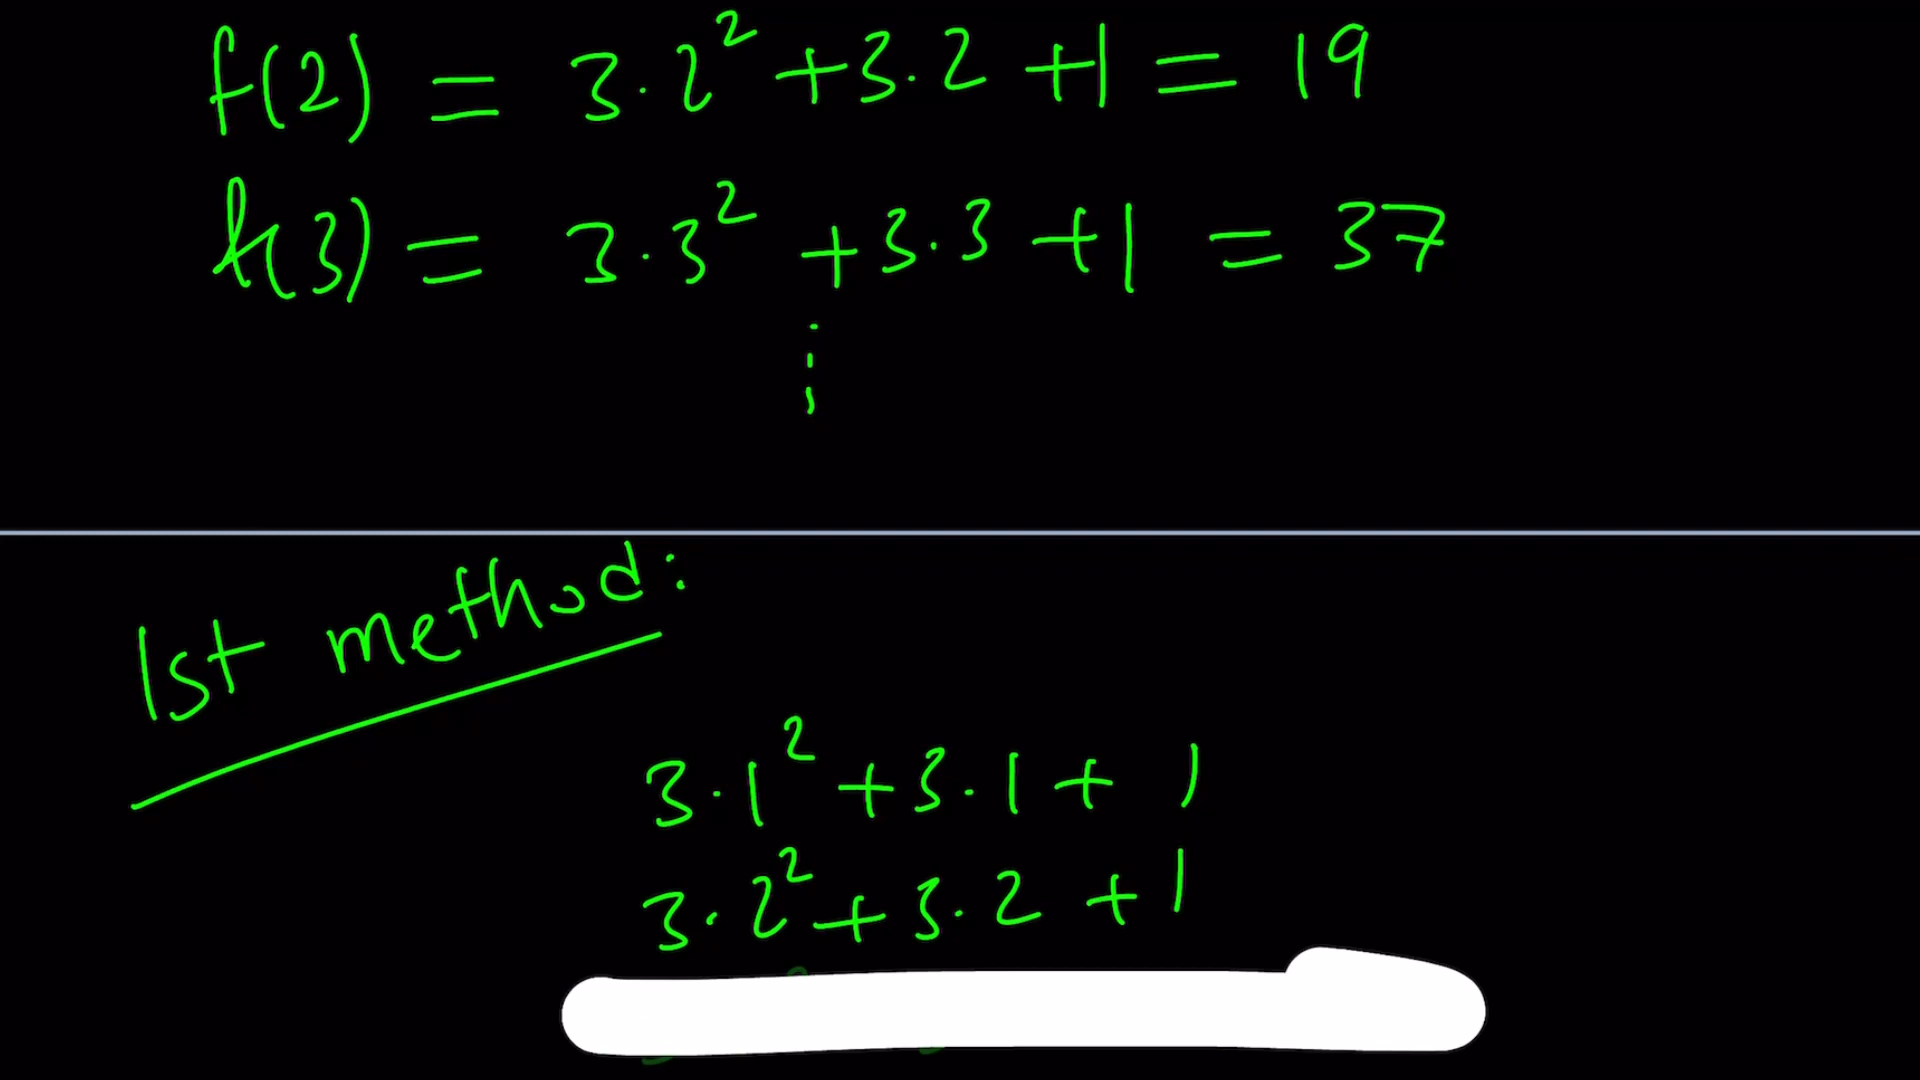 f(2) = 3·2² + 3·2 + 1 = 19
f(3) = 3·3² + 3·3 + 1 = 37
⋮
1st method:
3·1² + 3·1 + 1
3·2² + 3·2 + 1